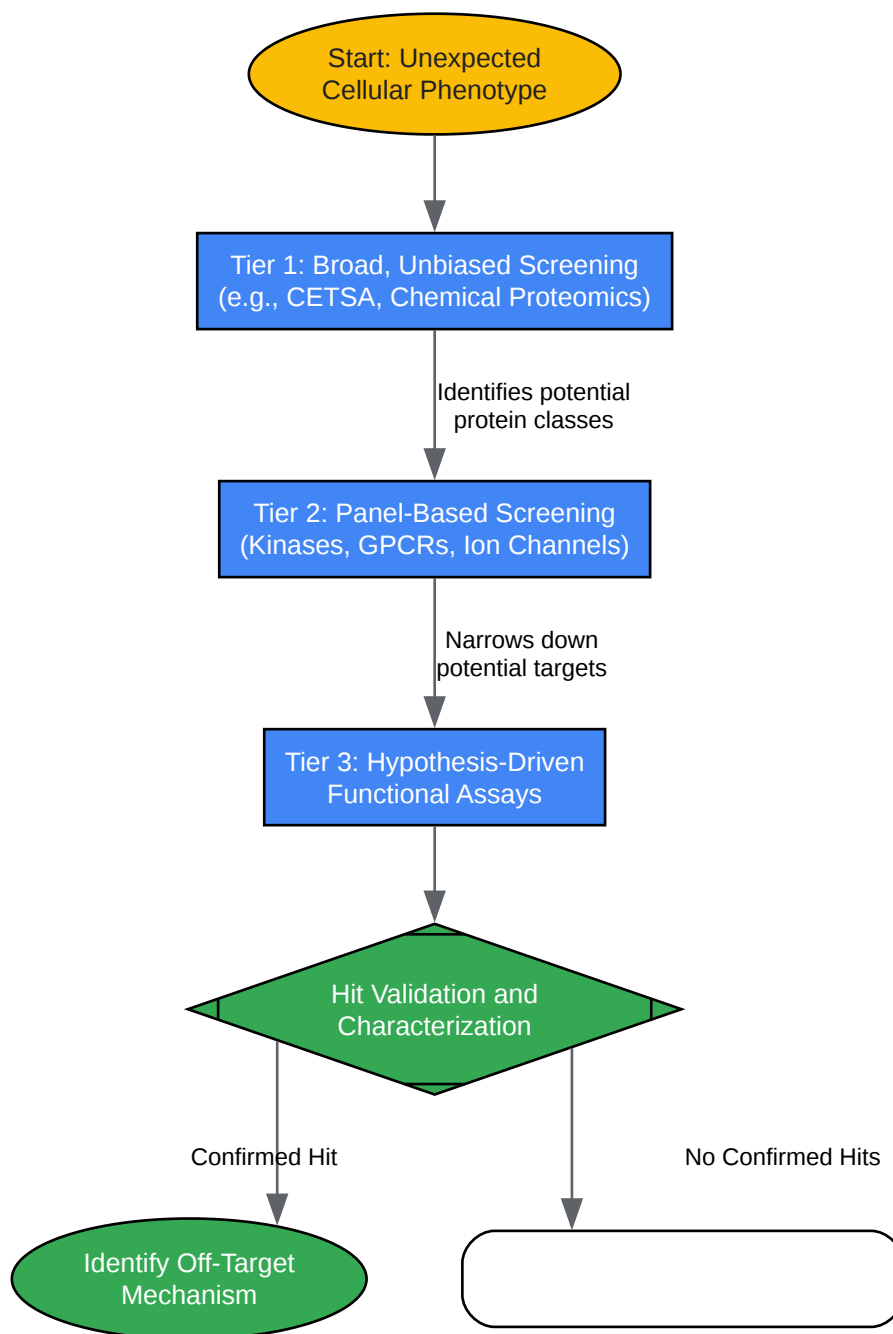 Start: Unexpected
Cellular Phenotype
Tier 1: Broad, Unbiased Screening
(e.g., CETSA, Chemical Proteomics)
Identifies potential
protein classes
Tier 2: Panel-Based Screening
(Kinases, GPCRs, Ion Channels)
Narrows down
potential targets
Tier 3: Hypothesis-Driven
Functional Assays
Hit Validation and
Characterization
Confirmed Hit
No Confirmed Hits
Identify Off-Target
Mechanism